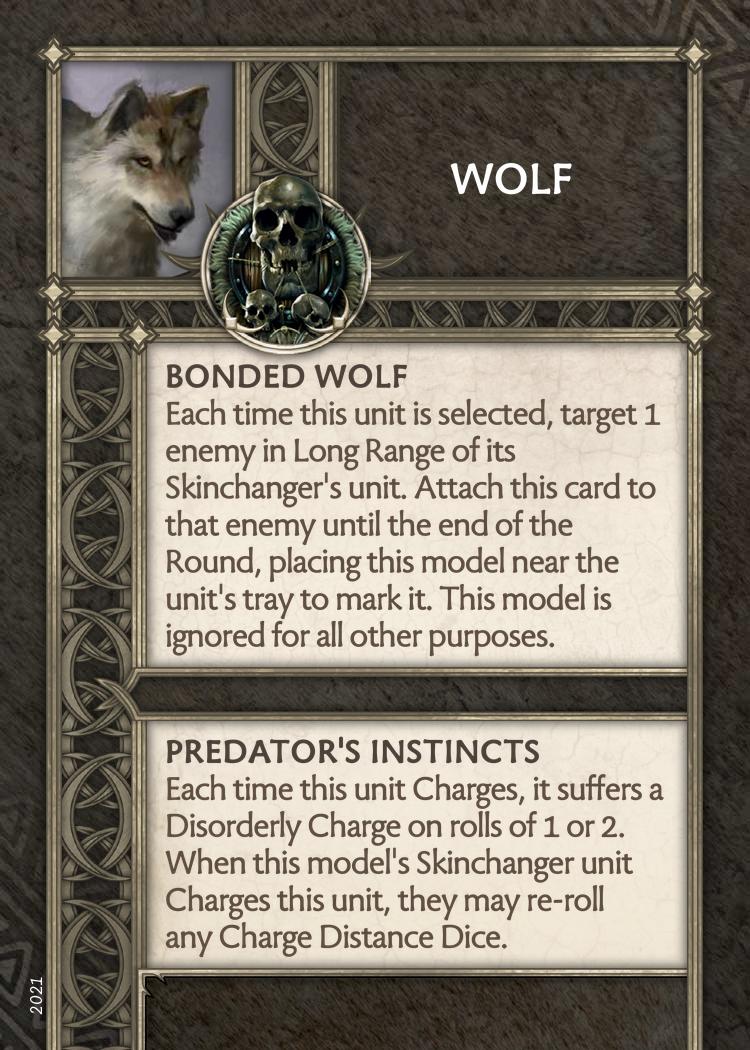 WOLF
BONDED WOLF
Each time this unit is selected, target 1
enemy in Long Range of its
Skinchanger's unit. Attach this card to
that enemy until the end of the
Round, placing this model near the
unit's tray to mark it. This model is
ignored for all other purposes.
PREDATOR'S INSTINCTS
Each time this unit Charges, it suffers a
Disorderly Charge on rolls of 1 or 2.
When this model's Skinchanger unit
Charges this unit, they may re-roll
any Charge Distance Dice.
2021